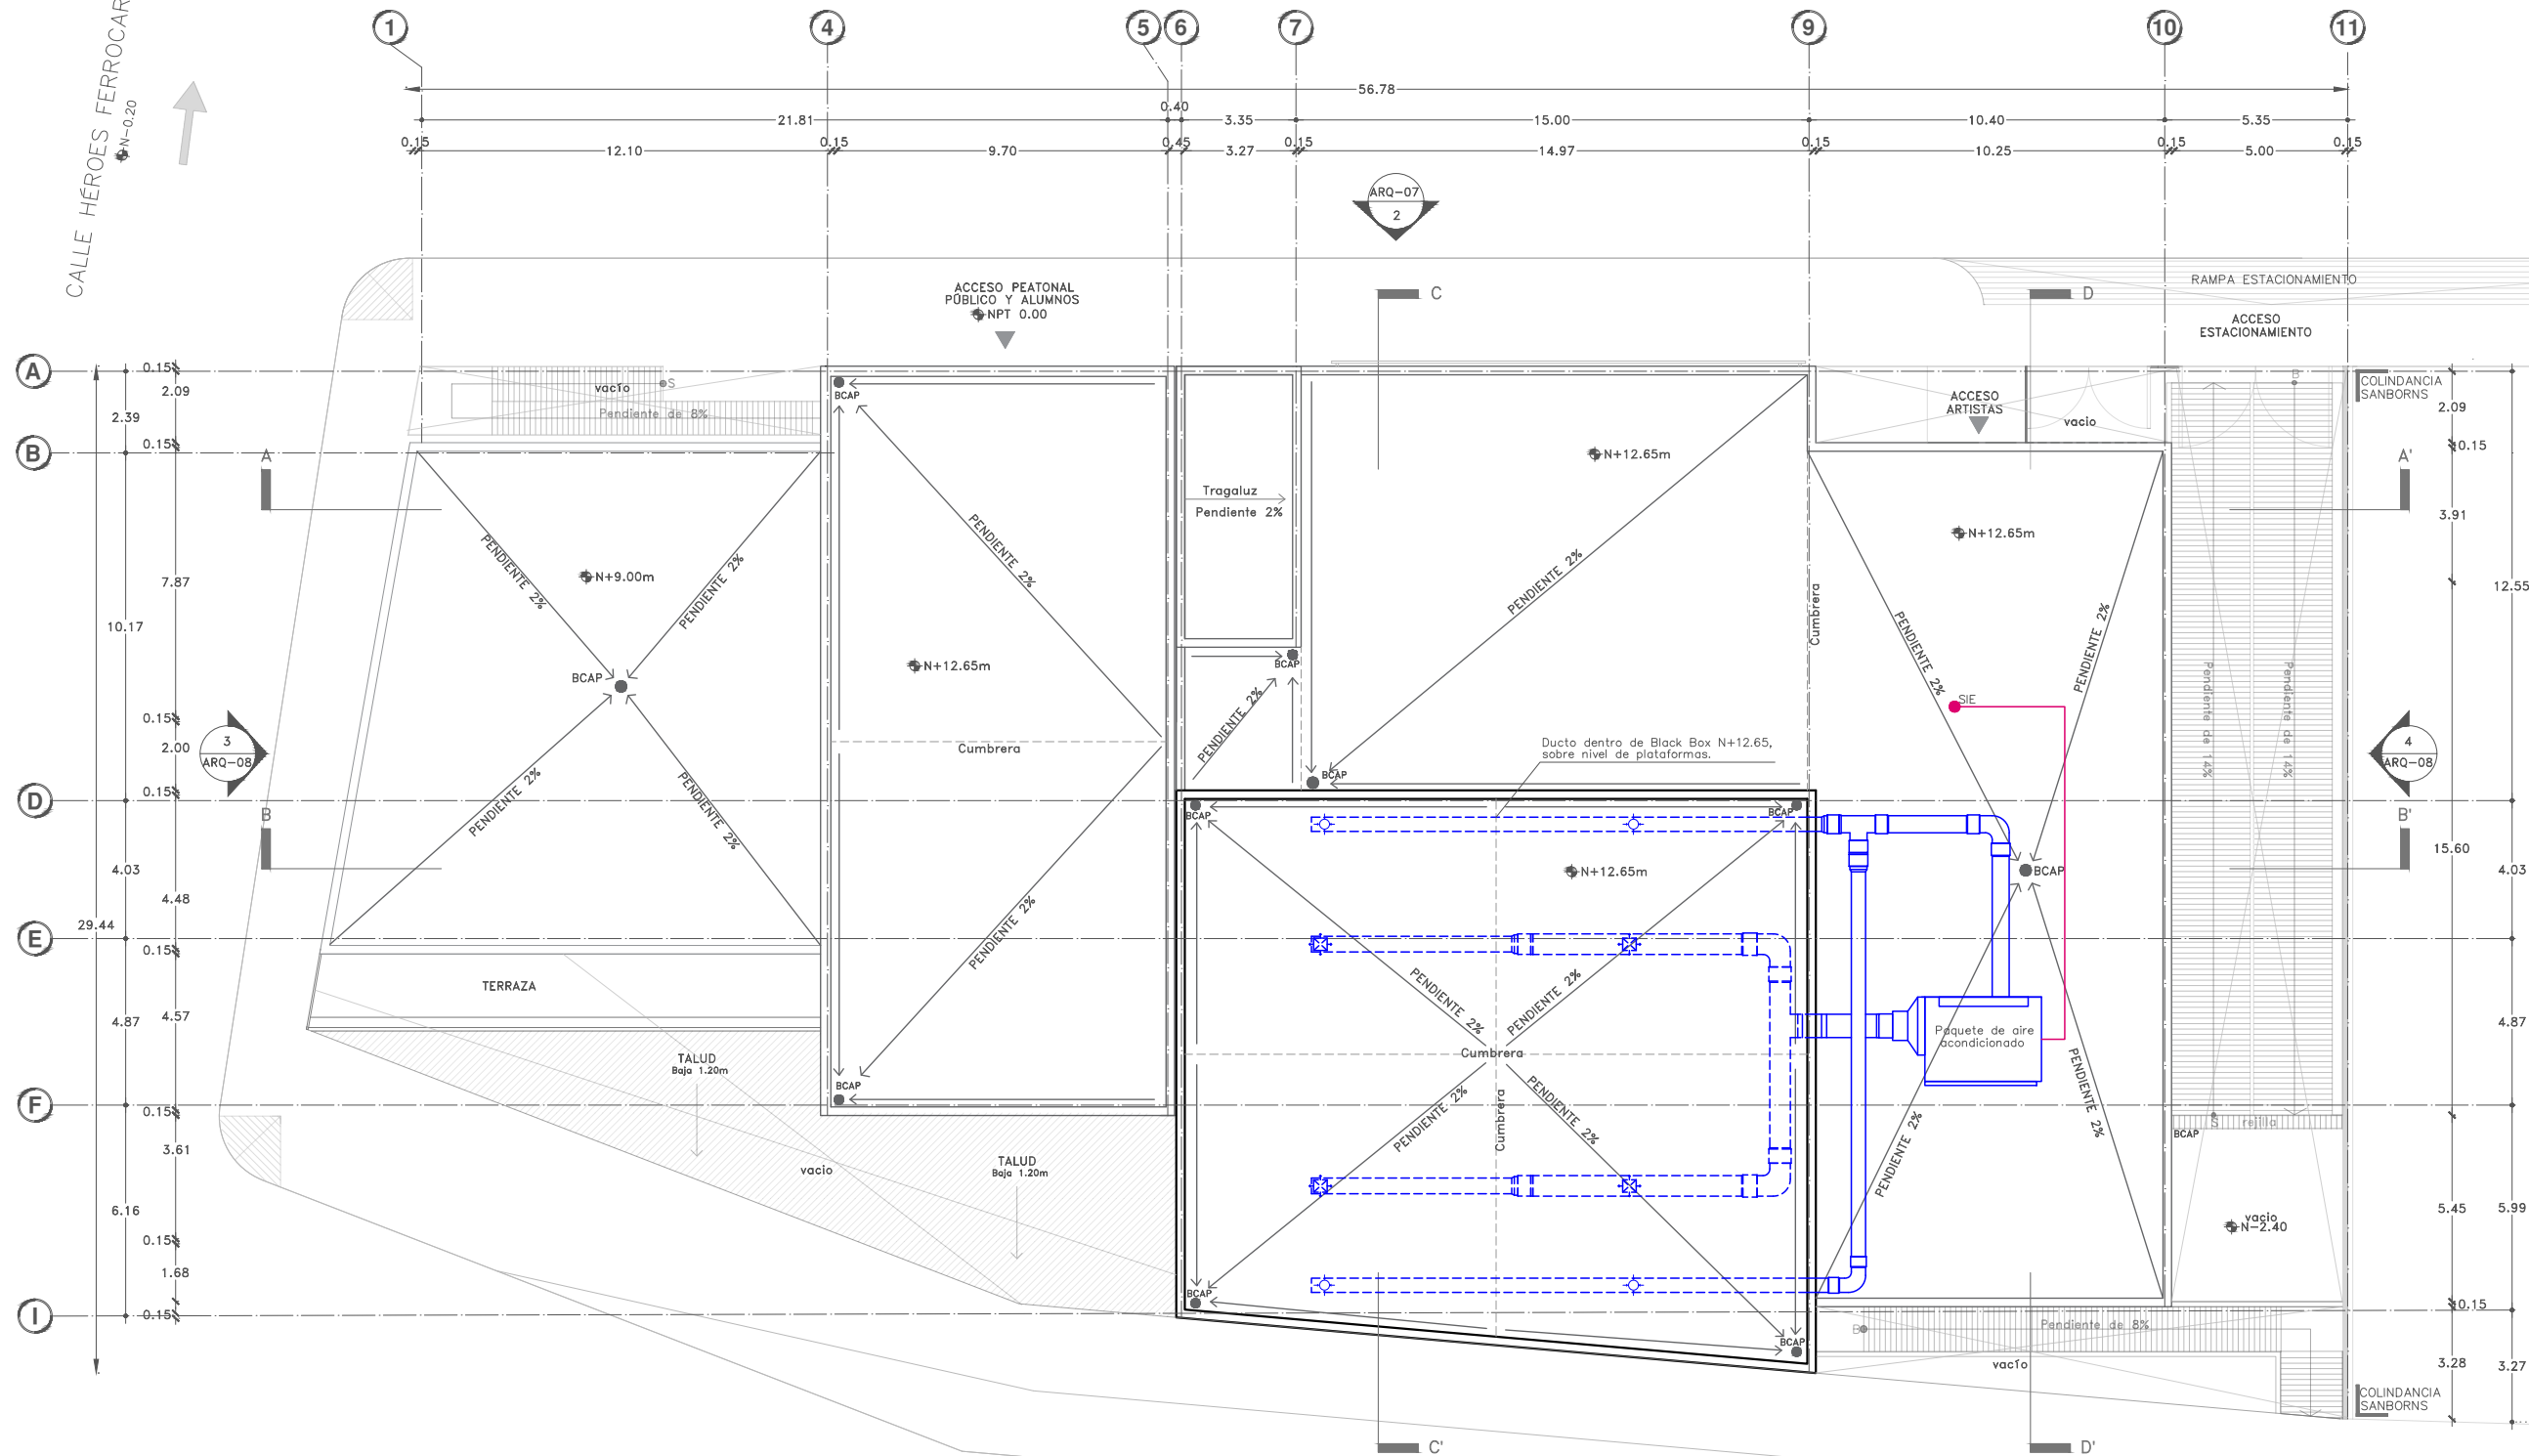 1
4
5
6
7
9
10
11
56.78
0.40
21.81
3.35
15.00
10.40
5.35
0.15
12.10
0.15
9.70
0.45
3.27
0.15
14.97
0.15
10.25
0.15
5.00
0.15
CALLE HÉROES FERROCAR
N-0.20
ARQ-07
2
C
D
RAMPA ESTACIONAMIENTO
ACCESO
ESTACIONAMIENTO
ACCESO PEATONAL
PÚBLICO Y ALUMNOS
NPT 0.00
A
B
D
E
F
I
29.44
2.39
10.17
4.03
4.87
6.16
0.15
2.09
0.15
7.87
0.15
2.00
0.15
4.48
0.15
4.57
0.15
3.61
0.15
1.68
0.15
vacío
S
Pendiente de 8%
A
B
3
ARQ-08
PENDIENTE 2%
PENDIENTE 2%
N+9.00m
BCAP
PENDIENTE 2%
PENDIENTE 2%
TERRAZA
TALUD
Baja 1.20m
vacio
TALUD
Baja 1.20m
BCAP
PENDIENTE 2%
N+12.65m
Cumbrera
PENDIENTE 2%
BCAP
Tragaluz
Pendiente 2%
BCAP
PENDIENTE 2%
N+12.65m
PENDIENTE 2%
BCAP
Cumbrera
Ducto dentro de Black Box N+12.65,
sobre nivel de plataformas.
BCAP
BCAP
N+12.65m
PENDIENTE 2%
PENDIENTE 2%
Cumbrera
Cumbrera
PENDIENTE 2%
PENDIENTE 2%
BCAP
BCAP
ACCESO
ARTISTAS
vacio
N+12.65m
PENDIENTE 2%
PENDIENTE 2%
SIE
BCAP
Paquete de aire
acondicionado
PENDIENTE 2%
PENDIENTE 2%
B
Pendiente de 14%
Pendiente de 14%
S
rejilla
BCAP
vacio
N-2.40
B
Pendiente de 8%
vacío
COLINDANCIA
SANBORNS
A'
4
ARQ-08
B'
COLINDANCIA
SANBORNS
2.09
0.15
3.91
15.60
5.45
0.15
3.28
12.55
4.03
4.87
5.99
3.27
C'
D'